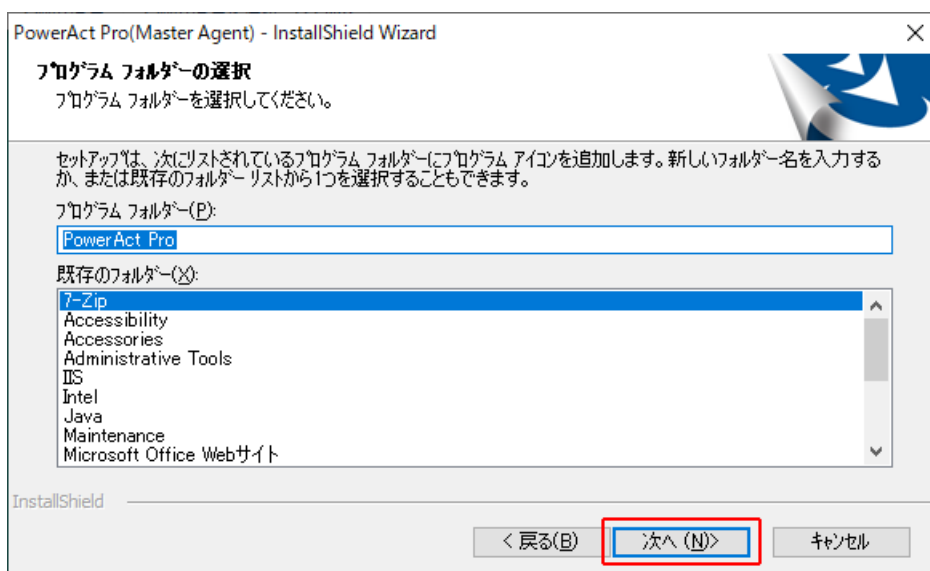 PowerAct Pro(Master Agent) - InstallShield Wizard
プログラム フォルダーの選択
プログラム フォルダーを選択してください。
セットアップは、次にリストされているプログラム フォルダーにプログラム アイコンを追加します。新しいフォルダー名を入力する
か、または既存のフォルダー リストから1つを選択することもできます。
プログラム フォルダー(P):
PowerAct Pro
既存のフォルダー(X):
7-Zip
Accessibility
Accessories
Administrative Tools
IIS
Intel
Java
Maintenance
Microsoft Office Webサイト
InstallShield
< 戻る(B)
次へ (N)>
キャンセル